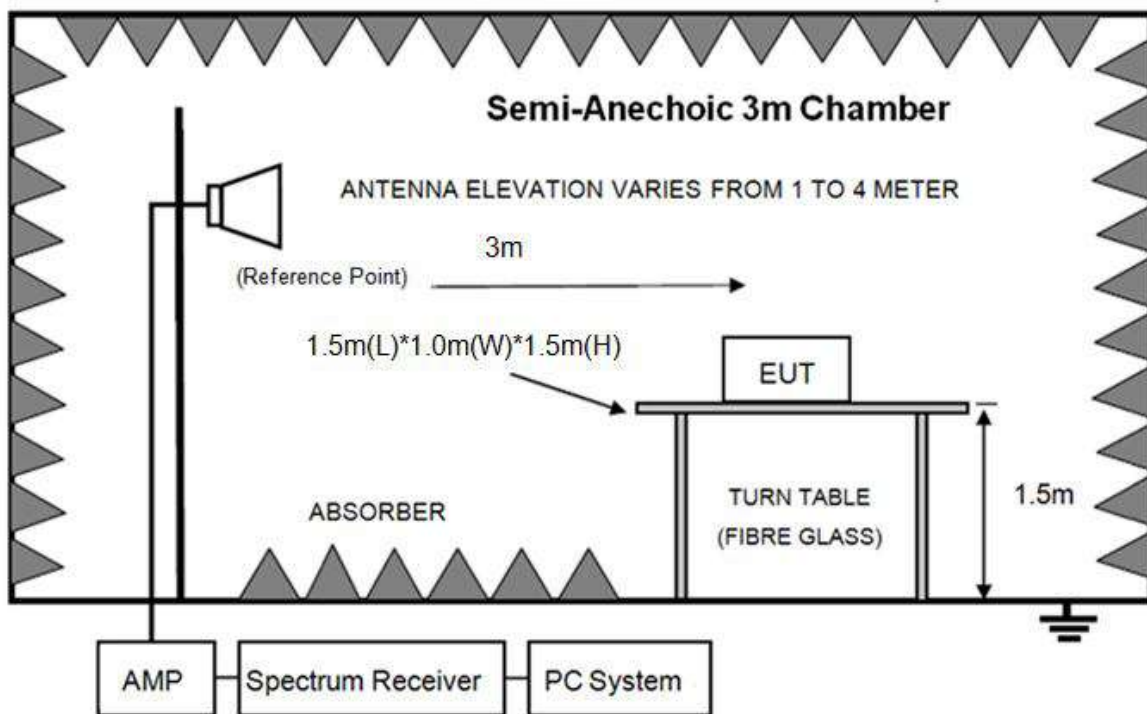 Semi-Anechoic 3m Chamber
ANTENNA ELEVATION VARIES FROM 1 TO 4 METER
3m
(Reference Point)
1.5m(L)*1.0m(W)*1.5m(H)
EUT
ABSORBER
TURN TABLE
(FIBRE GLASS)
1.5m
AMP
Spectrum Receiver
PC System